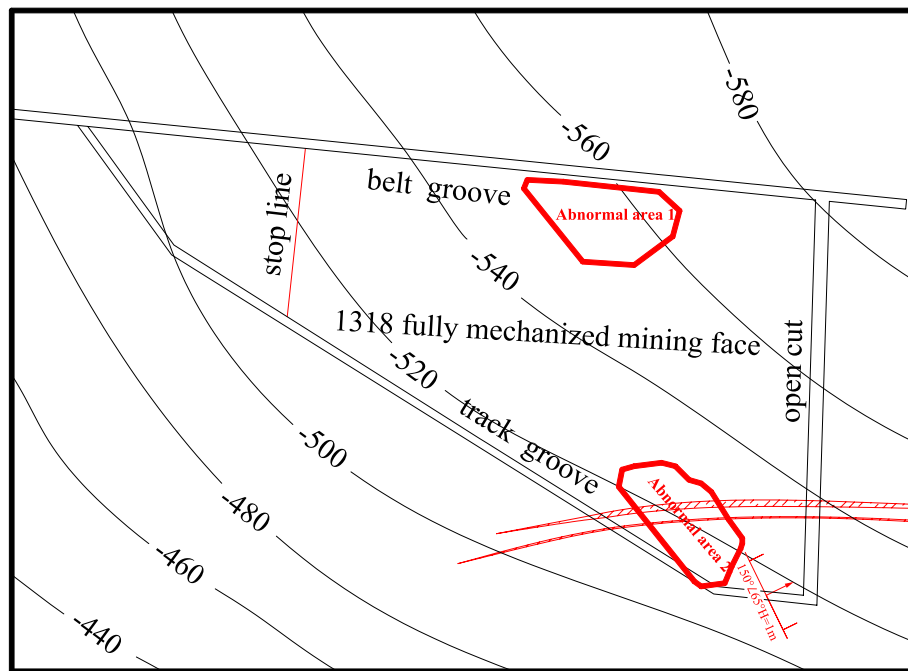 -580
-560
belt groove
Abnormal area 1
stop line
-540
1318 fully mechanized mining face
-520
open cut
track groove
-500
Abnormal area 2
-480
-460
150°∠65°H=1m
-440